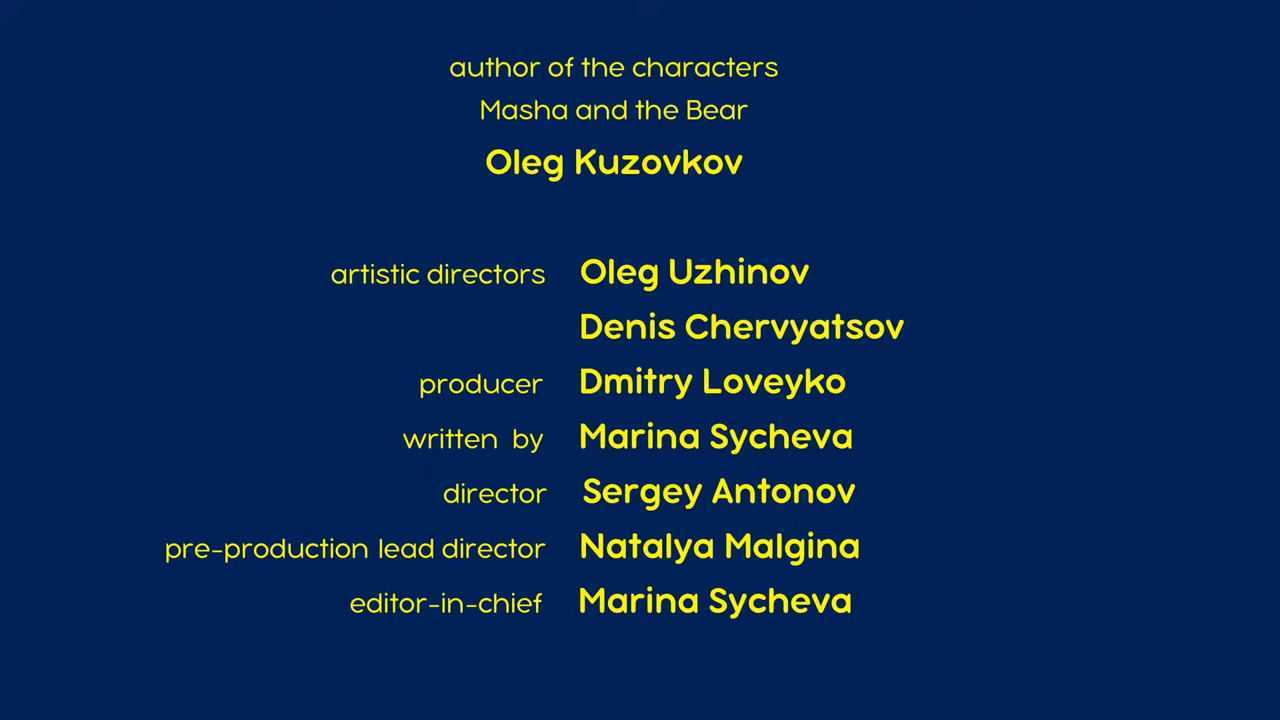 author of the characters
Masha and the Bear
Oleg Kuzovkov
artistic directors Oleg Uzhinov
Denis Chervyatsov
producer Dmitry Loveyko
written by Marina Sycheva
director Sergey Antonov
pre-production lead director Natalya Malgina
editor-in-chief Marina Sycheva